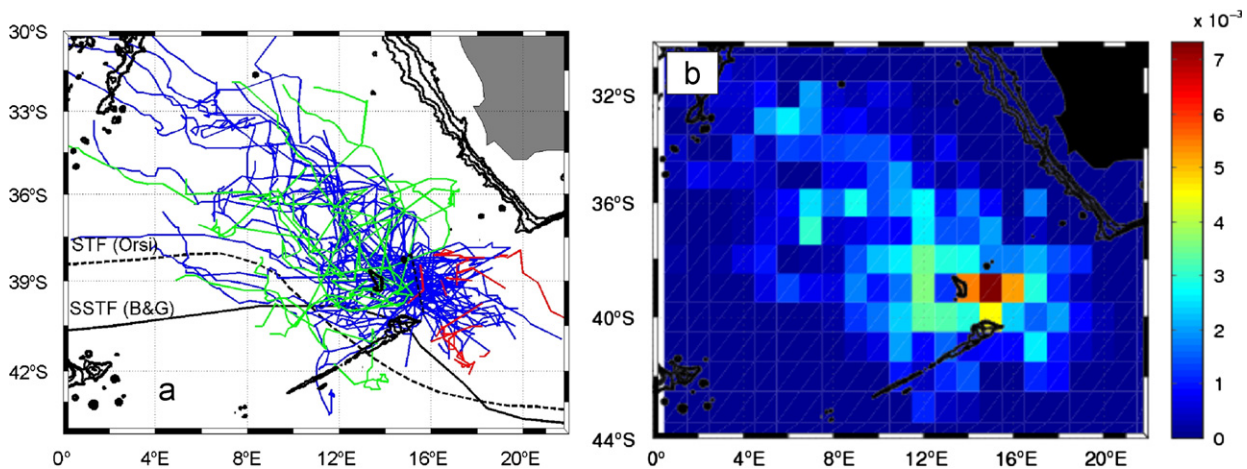 30°S
33°S
36°S
39°S
42°S
STF (Orsi)
SSTF (B&G)
a
0°
4°E
8°E
12°E
16°E
20°E
b
32°S
36°S
40°S
44°S
0°
4°E
8°E
12°E
16°E
20°E
x 10⁻³
7
6
5
4
3
2
1
0